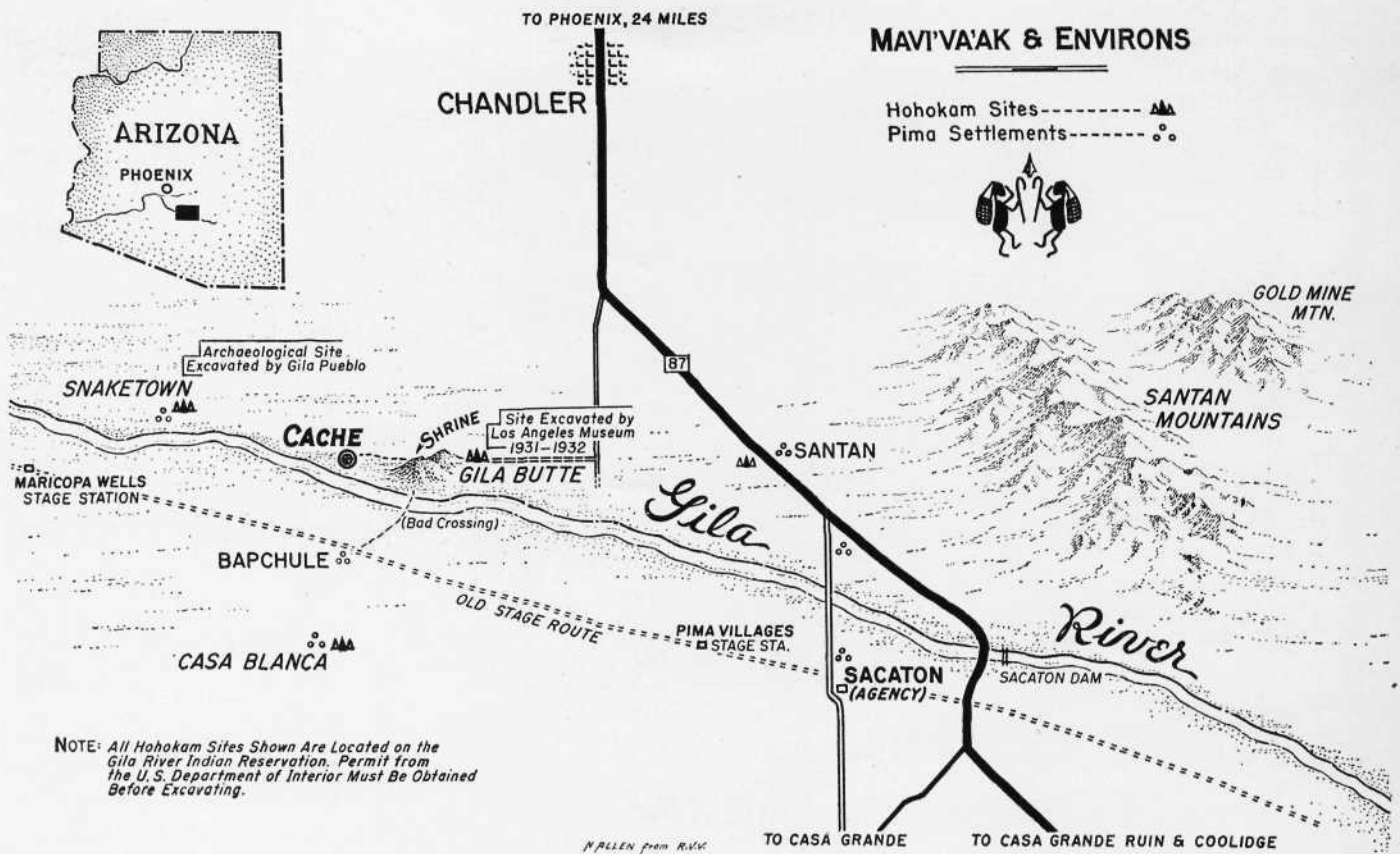 TO PHOENIX, 24 MILES
MAVI'VA'AK & ENVIRONS
Hohokam Sites
Pima Settlements
ARIZONA
PHOENIX
CHANDLER
GOLD MINE
MTN.
SANTAN
MOUNTAINS
87
Archaeological Site
Excavated by Gila Pueblo
SNAKETOWN
CACHE
SHRINE
Site Excavated by
Los Angeles Museum
1931-1932
GILA BUTTE
SANTAN
MARICOPA WELLS
STAGE STATION
(Bad Crossing)
BAPCHULE
Gila
River
OLD STAGE ROUTE
PIMA VILLAGES
STAGE STA.
CASA BLANCA
SACATON
(AGENCY)
SACATON DAM
NOTE: All Hohokam Sites Shown Are Located on the
Gila River Indian Reservation. Permit from
the U.S. Department of Interior Must Be Obtained
Before Excavating.
TO CASA GRANDE
TO CASA GRANDE RUIN & COOLIDGE
ALLEN from R.V.V.